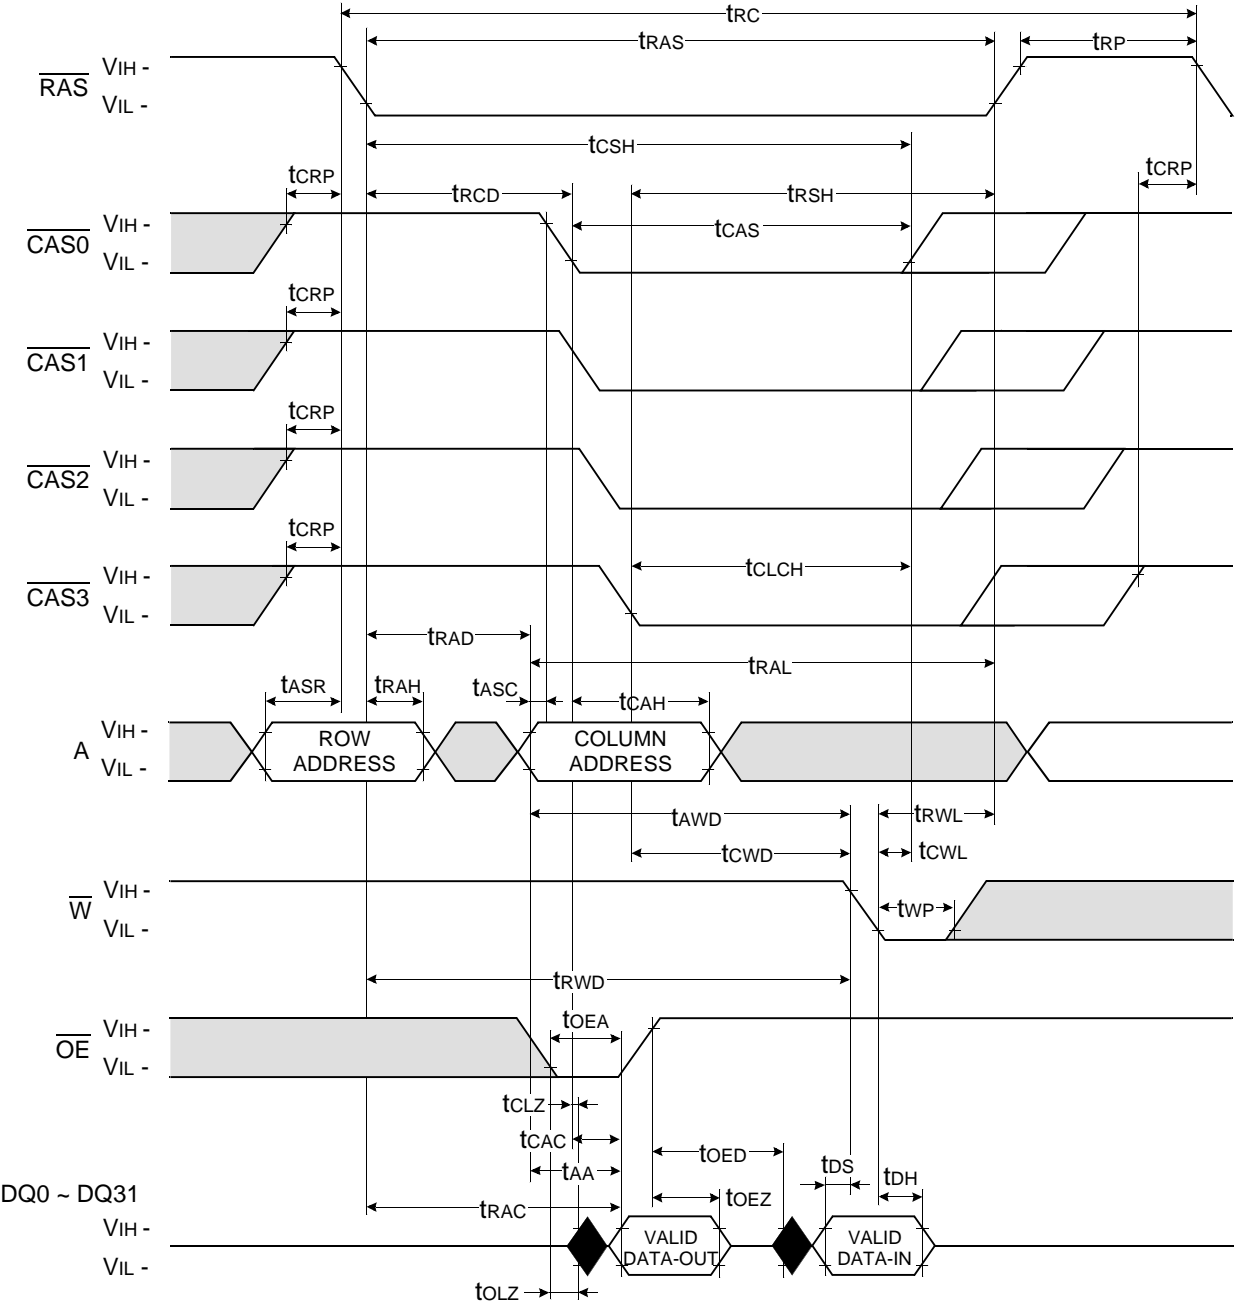 tRC
tRAS
tRP
RAS
VIH -
VIL -
tCSH
tCRP
tRCD
tRSH
tCRP
CAS0
VIH -
VIL -
tCAS
tCRP
CAS1
VIH -
VIL -
tCRP
CAS2
VIH -
VIL -
tCRP
CAS3
VIH -
VIL -
tCLCH
tRAD
tRAL
tASR
tRAH
tASC
tCAH
A
VIH -
VIL -
ROW
ADDRESS
COLUMN
ADDRESS
tAWD
tRWL
tCWD
tCWL
W
VIH -
VIL -
tWP
tRWD
OE
VIH -
VIL -
tOEA
tCLZ
tCAC
tAA
tOED
tDS
tDH
tRAC
tOEZ
DQ0 ~ DQ31
VIH -
VIL -
VALID
DATA-OUT
VALID
DATA-IN
tOLZ